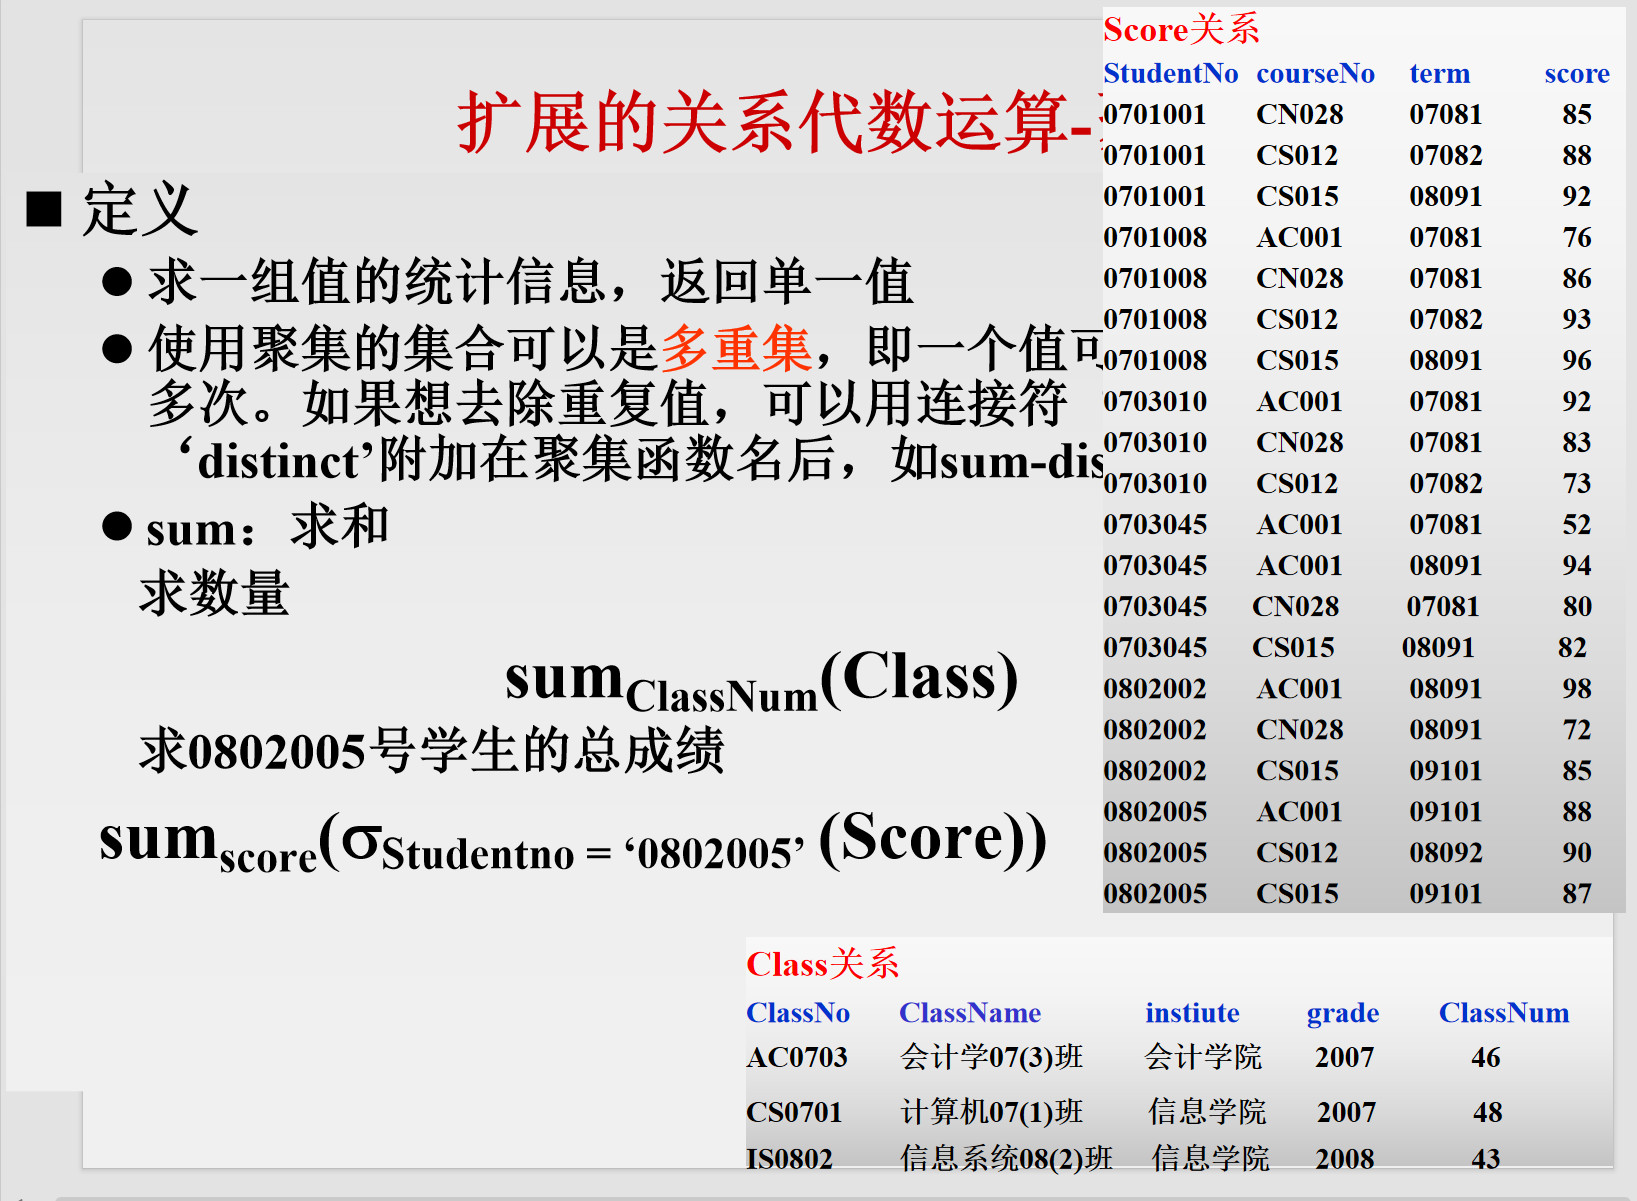 扩展的关系代数运算-
定义
求一组值的统计信息，返回单一值
使用聚集的集合可以是多重集，即一个值可
多次。如果想去除重复值，可以用连接符
‘distinct’附加在聚集函数名后，如sum-dis
sum：求和
求数量
sumClassNum(Class)
求0802005号学生的总成绩
sumscore(σStudentno = ‘0802005’ (Score))
Score关系
StudentNo courseNo term score
0701001 CN028 07081 85
0701001 CS012 07082 88
0701001 CS015 08091 92
0701008 AC001 07081 76
0701008 CN028 07081 86
0701008 CS012 07082 93
0701008 CS015 08091 96
0703010 AC001 07081 92
0703010 CN028 07081 83
0703010 CS012 07082 73
0703045 AC001 07081 52
0703045 AC001 08091 94
0703045 CN028 07081 80
0703045 CS015 08091 82
0802002 AC001 08091 98
0802002 CN028 08091 72
0802002 CS015 09101 85
0802005 AC001 09101 88
0802005 CS012 08092 90
0802005 CS015 09101 87
Class关系
ClassNo ClassName instiute grade ClassNum
AC0703 会计学07(3)班 会计学院 2007 46
CS0701 计算机07(1)班 信息学院 2007 48
IS0802 信息系统08(2)班 信息学院 2008 43